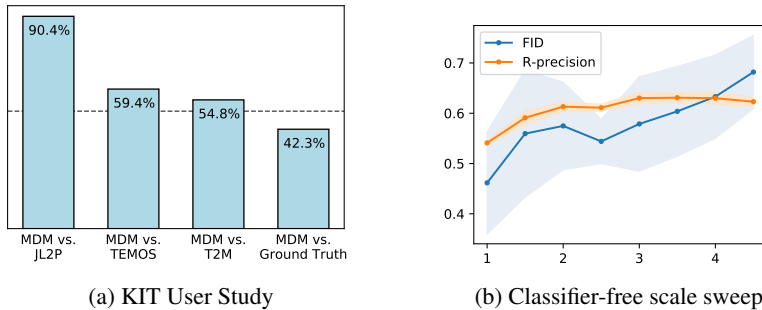 90.4%
59.4%
54.8%
42.3%
MDM vs.
JL2P
MDM vs.
TEMOS
MDM vs.
T2M
MDM vs.
Ground Truth
(a) KIT User Study
FID
R-precision
0.7
0.6
0.5
0.4
1
2
3
4
(b) Classifier-free scale sweep